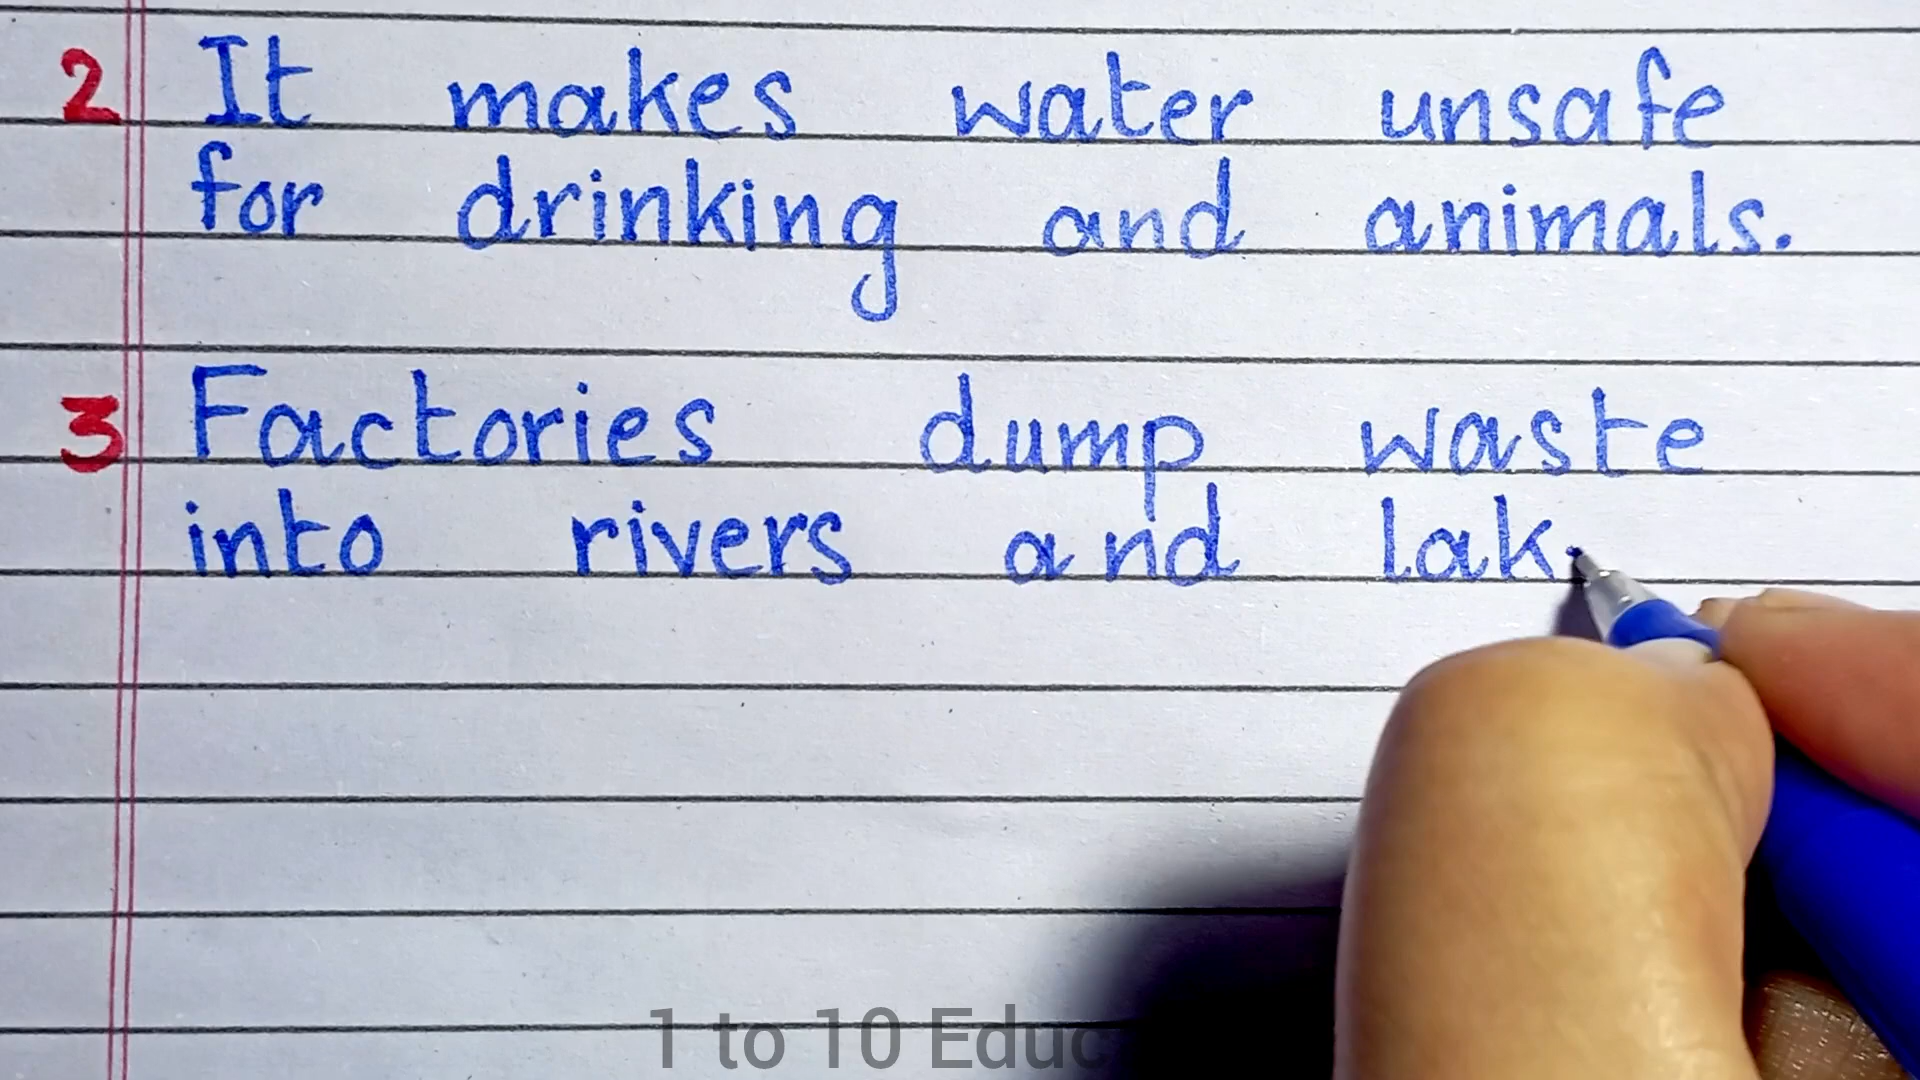 2 It makes water unsafe
for drinking and animals.
3 Factories dump waste
into rivers and lak
1 to 10 Educ